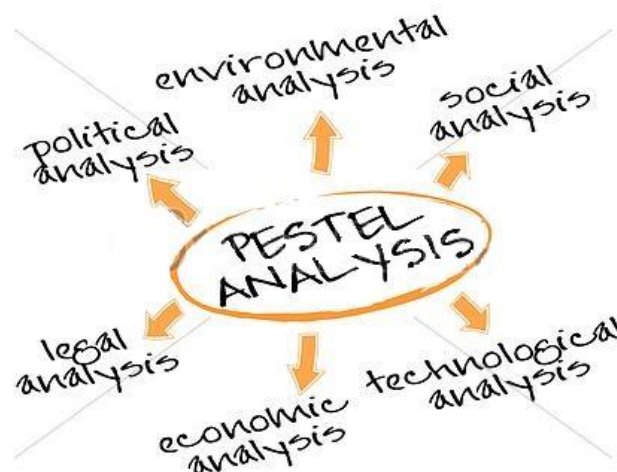 environmental
analysis
social
analysis
political
analysis
PESTEL
ANALYSIS
legal
analysis
technological
analysis
economic
analysis